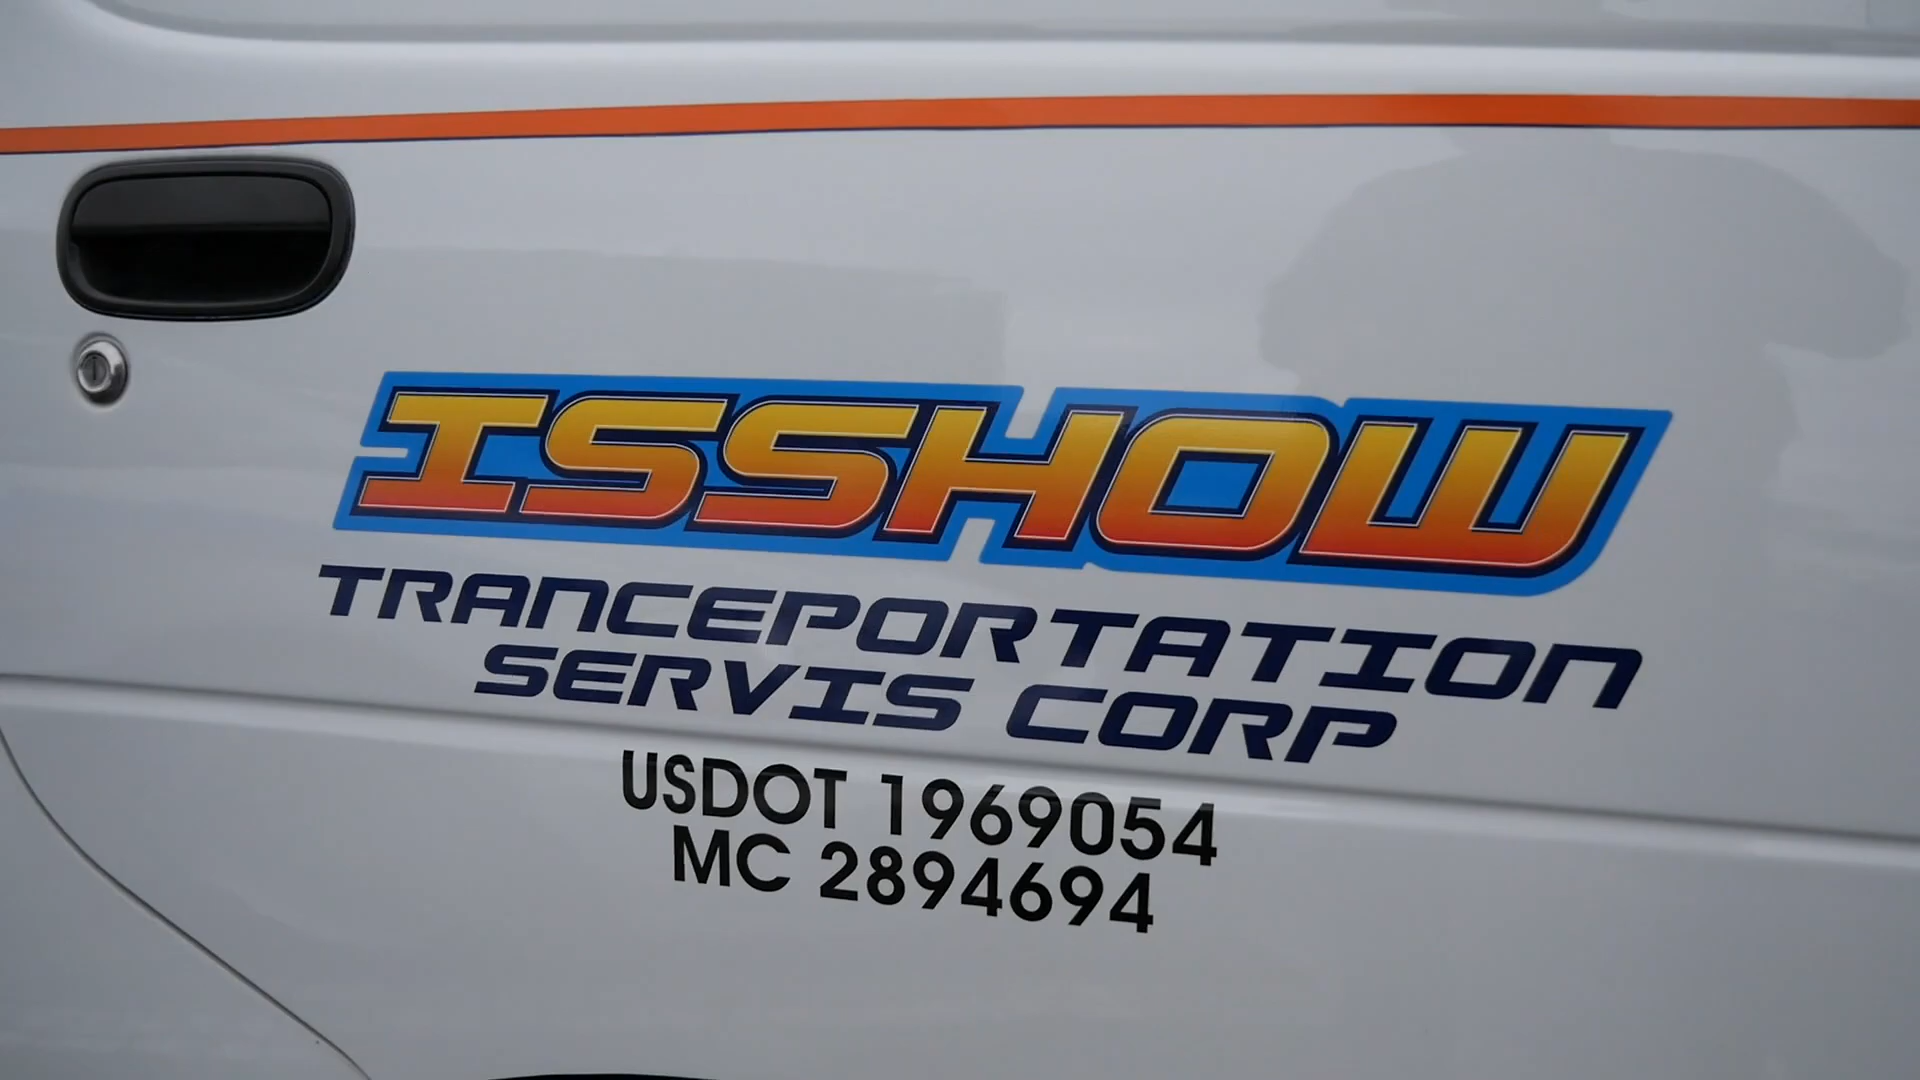 ISSHOW
TRANCEPORTATION
SERVIS CORP
USDOT 1969054
MC 2894694